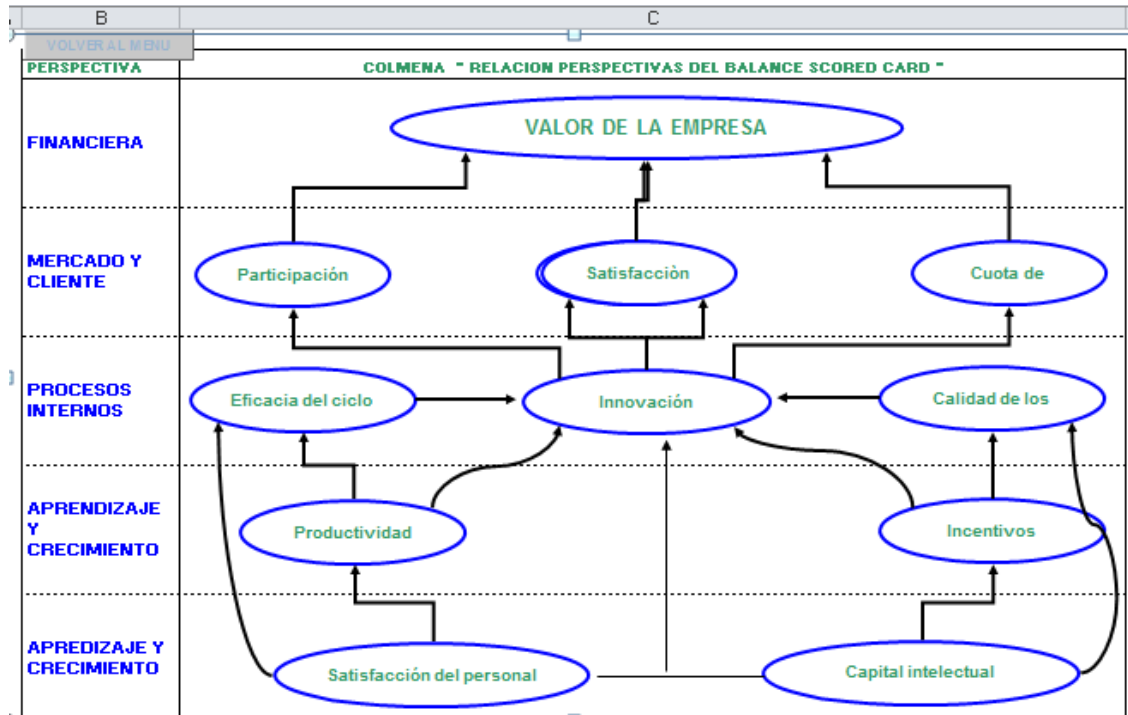 B
C
VOLVER AL MENU
PERSPECTIVA
COLMENA " RELACION PERSPECTIVAS DEL BALANCE SCORED CARD "
FINANCIERA
VALOR DE LA EMPRESA
MERCADO Y
CLIENTE
Participación
Satisfacciòn
Cuota de
PROCESOS
INTERNOS
Eficacia del ciclo
Innovación
Calidad de los
APRENDIZAJE
Y
CRECIMIENTO
Productividad
Incentivos
APREDIZAJE Y
CRECIMIENTO
Satisfacción del personal
Capital intelectual